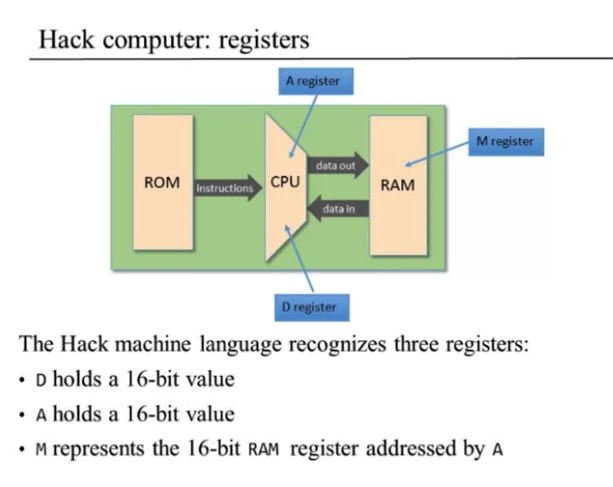 Hack computer: registers
A register
M register
ROM
instructions
CPU
data out
data in
RAM
D register
The Hack machine language recognizes three registers:
• D holds a 16-bit value
• A holds a 16-bit value
• M represents the 16-bit RAM register addressed by A